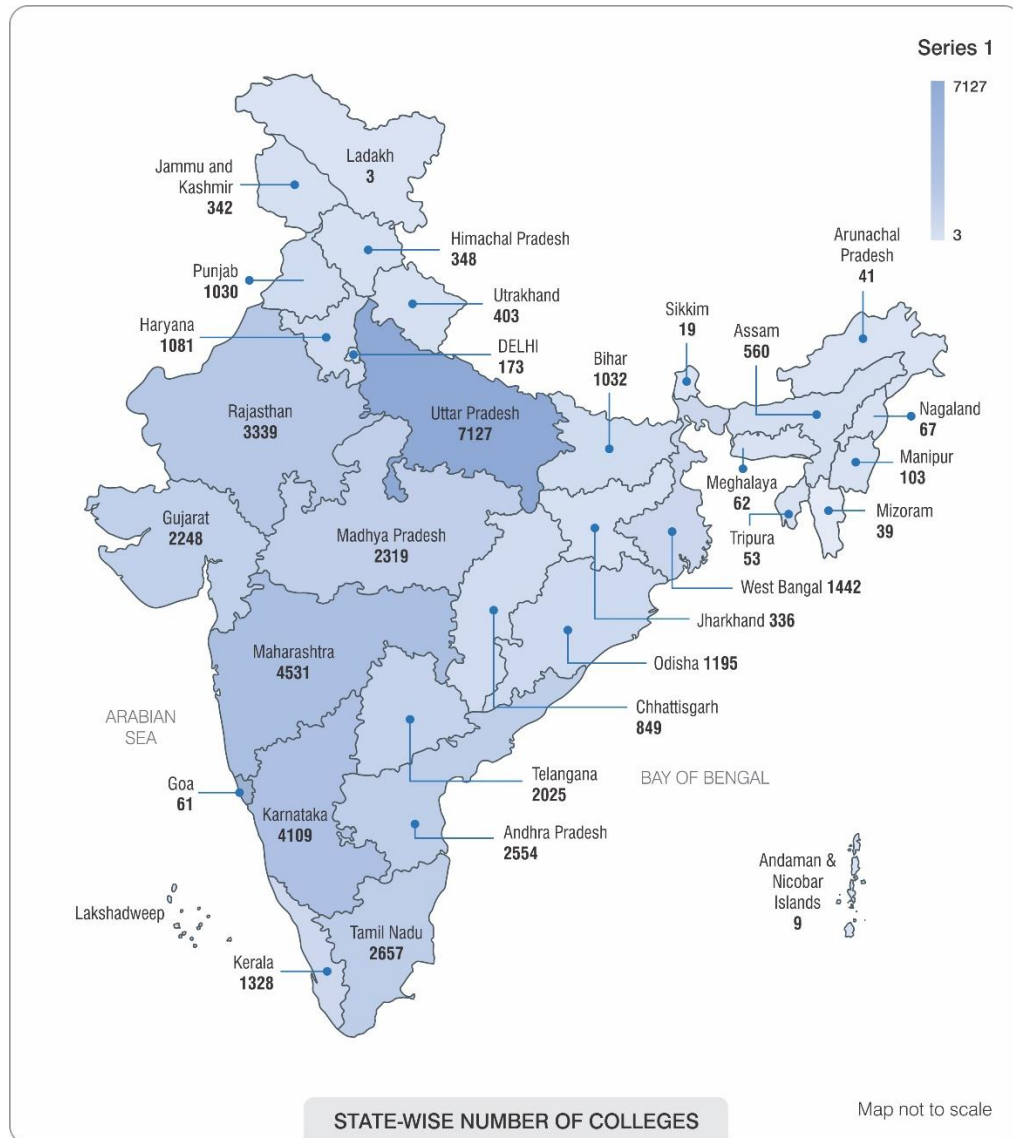 Series 1
7127
3
Ladakh
3
Jammu and
Kashmir
342
Himachal Pradesh
348
Punjab
1030
Utrakhand
403
Haryana
1081
DELHI
173
Arunachal
Pradesh
41
Sikkim
19
Assam
560
Bihar
1032
Rajasthan
3339
Uttar Pradesh
7127
Nagaland
67
Manipur
103
Meghalaya
62
Mizoram
39
Tripura
53
Gujarat
2248
Madhya Pradesh
2319
West Bangal 1442
Jharkhand 336
Maharashtra
4531
Odisha 1195
Chhattisgarh
849
ARABIAN
SEA
Telangana
2025
BAY OF BENGAL
Goa
61
Karnataka
4109
Andhra Pradesh
2554
Andaman &
Nicobar
Islands
9
Lakshadweep
Tamil Nadu
2657
Kerala
1328
STATE-WISE NUMBER OF COLLEGES
Map not to scale